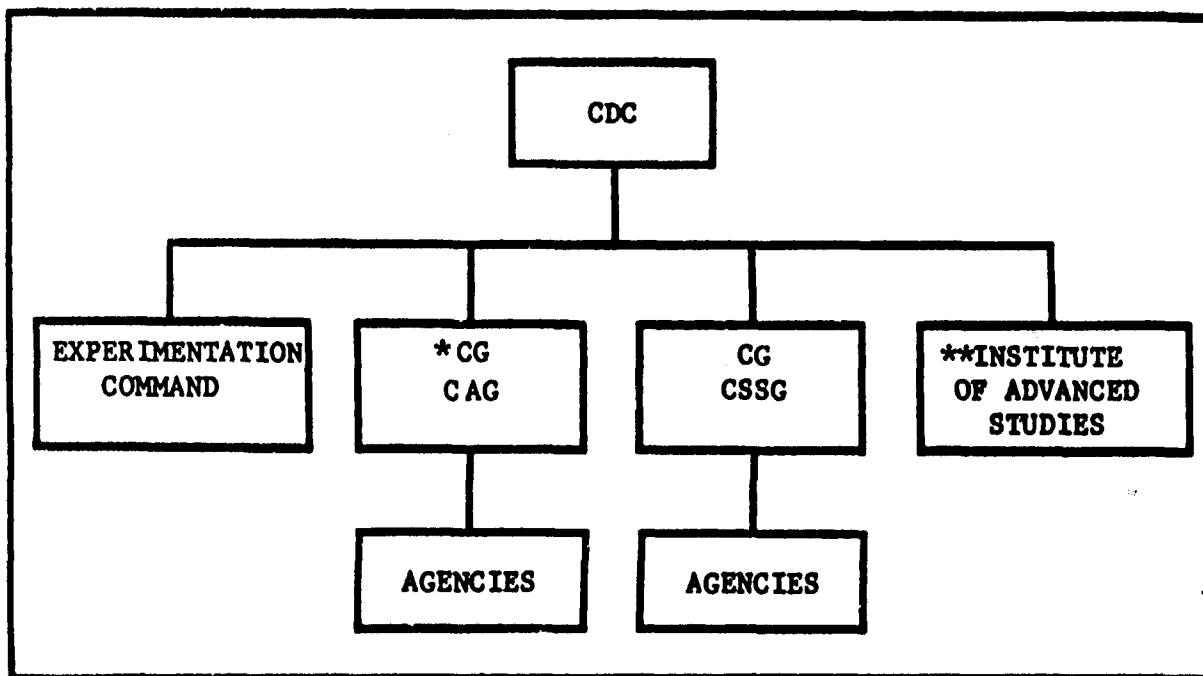 CDC
EXPERIMENTATION
COMMAND
*CG
CAG
CG
CSSG
**INSTITUTE
OF ADVANCED
STUDIES
AGENCIES
AGENCIES